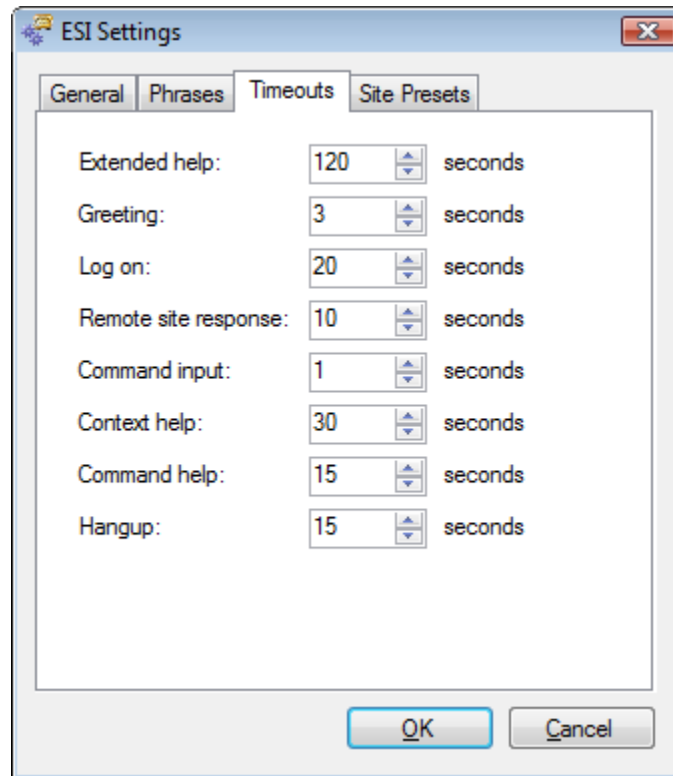 ESI Settings
General Phrases Timeouts Site Presets
Extended help: 120 seconds
Greeting: 3 seconds
Log on: 20 seconds
Remote site response: 10 seconds
Command input: 1 seconds
Context help: 30 seconds
Command help: 15 seconds
Hangup: 15 seconds
OK Cancel